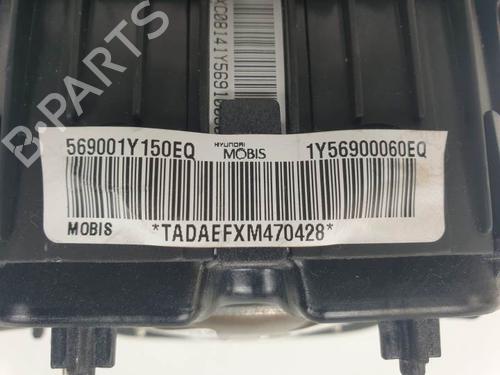 B-PARTS
569001Y150EQ HYUNDAI MOBIS 1Y56900060EQ
MOBIS *TADAEFXM470428*